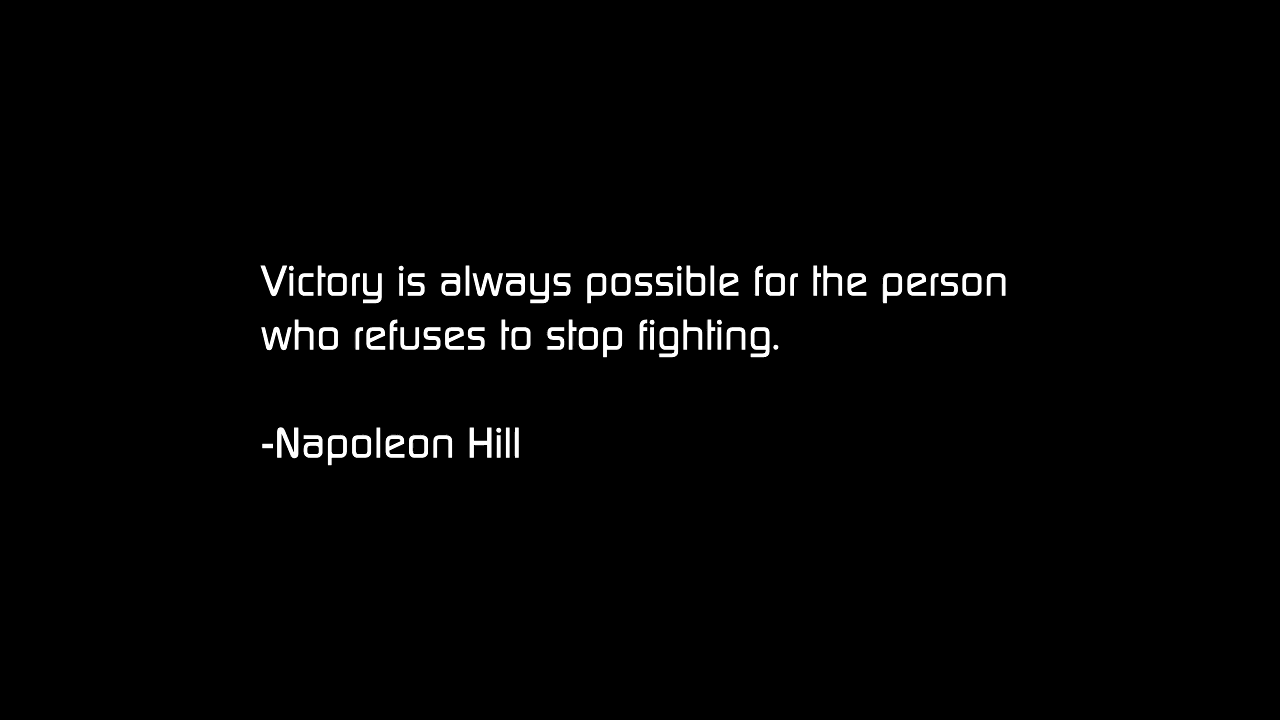 Victory is always possible for the person
who refuses to stop fighting.
-Napoleon Hill